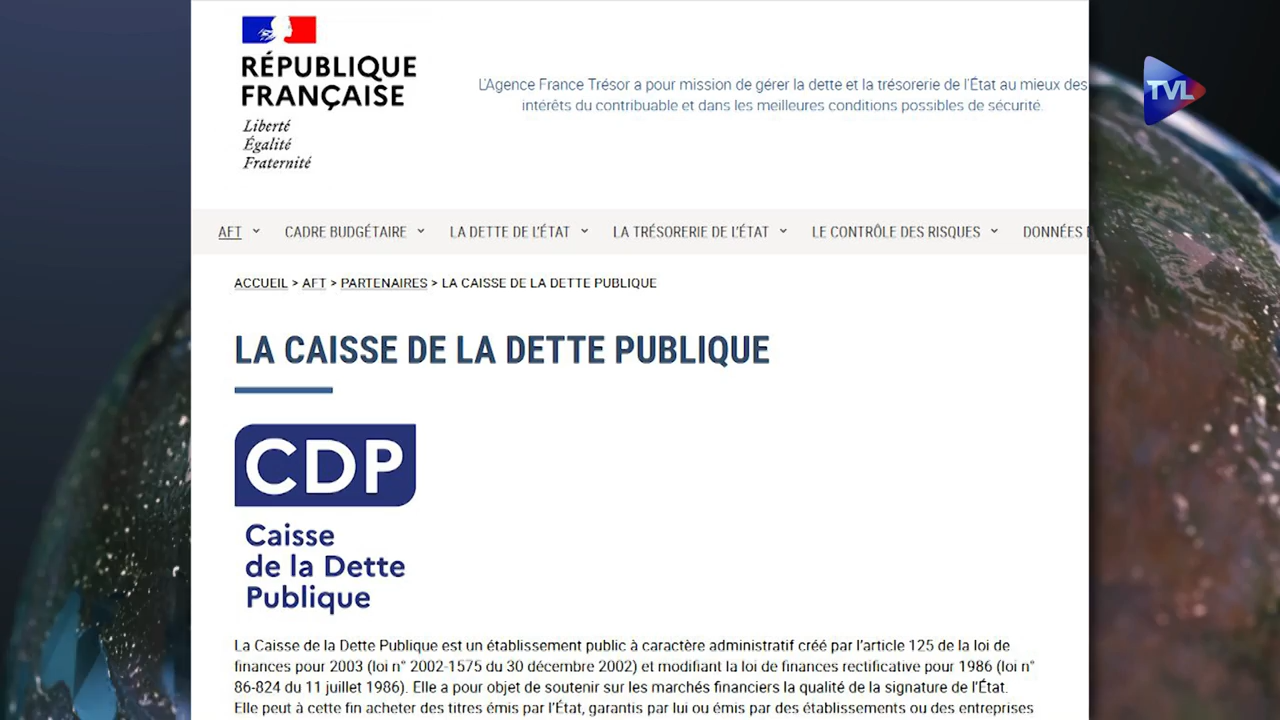 RÉPUBLIQUE
FRANÇAISE
Liberté
Égalité
Fraternité
L'Agence France Trésor a pour mission de gérer la dette et la trésorerie de l'État au mieux des
intérêts du contribuable et dans les meilleures conditions possibles de sécurité.
TVL
AFT CADRE BUDGÉTAIRE LA DETTE DE L'ÉTAT LA TRÉSORERIE DE L'ÉTAT LE CONTRÔLE DES RISQUES DONNÉES
ACCUEIL > AFT > PARTENAIRES > LA CAISSE DE LA DETTE PUBLIQUE
LA CAISSE DE LA DETTE PUBLIQUE
CDP
Caisse
de la Dette
Publique
La Caisse de la Dette Publique est un établissement public à caractère administratif créé par l'article 125 de la loi de
finances pour 2003 (loi n° 2002-1575 du 30 décembre 2002) et modifiant la loi de finances rectificative pour 1986 (loi n°
86-824 du 11 juillet 1986). Elle a pour objet de soutenir sur les marchés financiers la qualité de la signature de l'État.
Elle peut à cette fin acheter des titres émis par l'État, garantis par lui ou émis par des établissements ou des entreprises